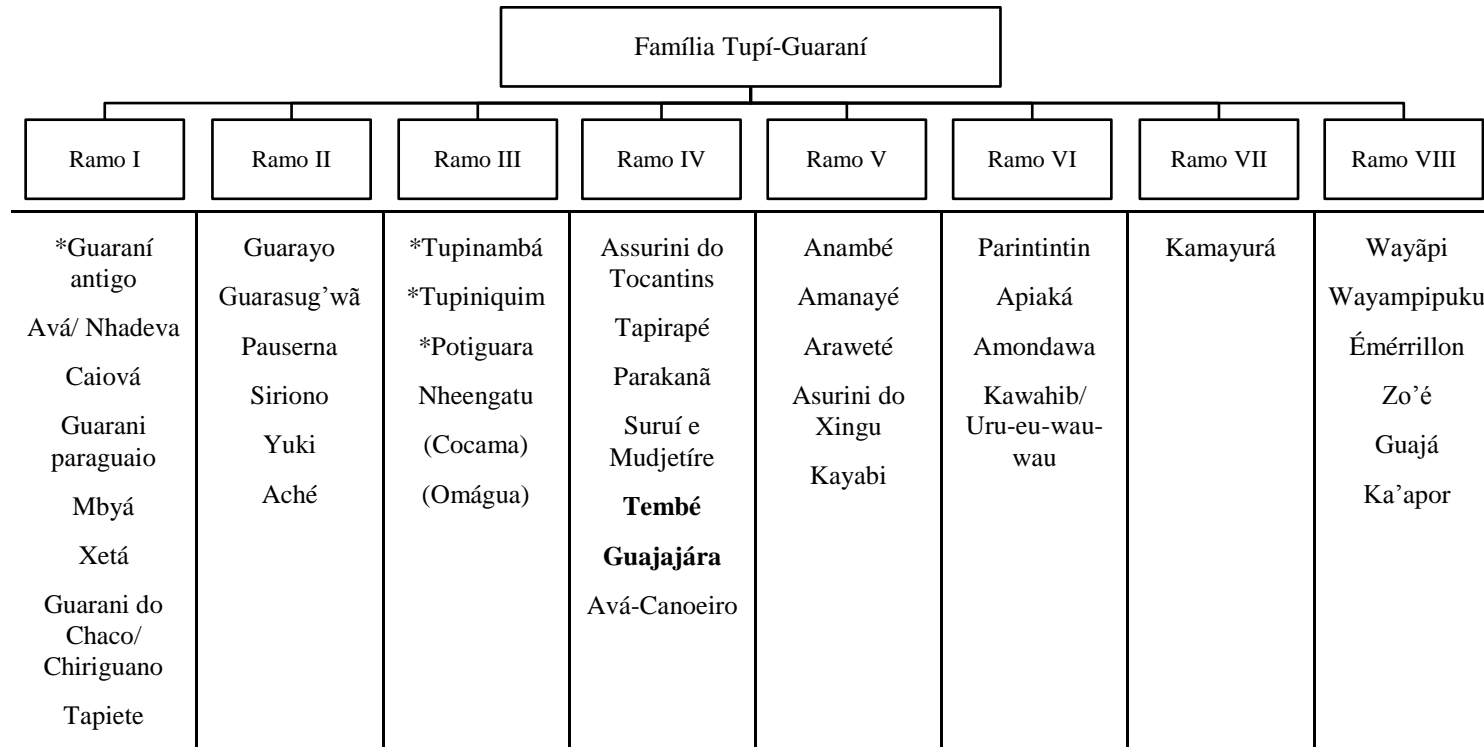 Família Tupí-Guaraní
Ramo I
Ramo II
Ramo III
Ramo IV
Ramo V
Ramo VI
Ramo VII
Ramo VIII
*Guaraní
antigo
Avá/ Nhadeva
Caiová
Guarani
paraguaio
Mbyá
Xetá
Guarani do
Chaco/
Chiriguano
Tapiete
Guarayo
Guarasug’wã
Pauserna
Siriono
Yuki
Aché
*Tupinambá
*Tupiniquim
*Potiguara
Nheengatu
(Cocama)
(Omágua)
Assurini do
Tocantins
Tapirapé
Parakanã
Suruí e
Mudjetíre
Tembé
Guajajára
Avá-Canoeiro
Anambé
Amanayé
Araweté
Asurini do
Xingu
Kayabi
Parintintin
Apiaká
Amondawa
Kawahib/
Uru-eu-wau-
wau
Kamayurá
Wayãpi
Wayampipuku
Émérrillon
Zo’é
Guajá
Ka’apor